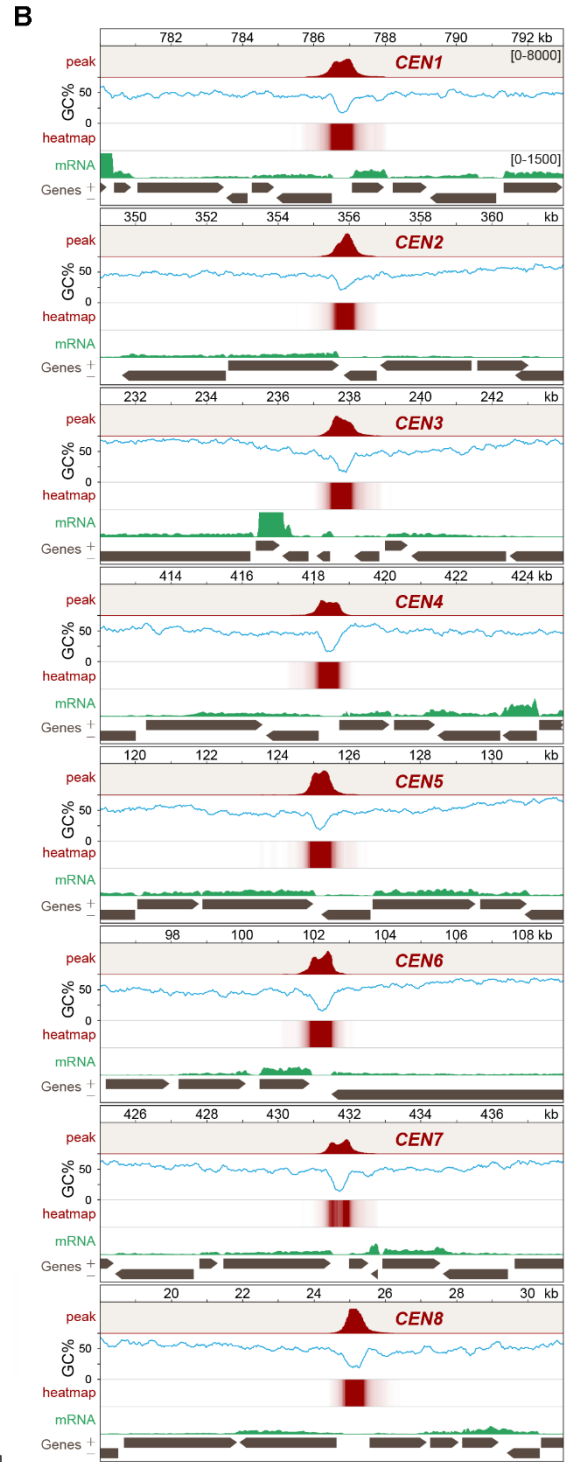 B
782 784 786 788 790 792 kb
peak CEN1 [0-8000]
GC% 50
0
heatmap
mRNA [0-1500]
Genes +
−
350 352 354 356 358 360 kb
peak CEN2
GC% 50
0
heatmap
mRNA
Genes +
−
232 234 236 238 240 242 kb
peak CEN3
GC% 50
0
heatmap
mRNA
Genes +
−
414 416 418 420 422 424 kb
peak CEN4
GC% 50
0
heatmap
mRNA
Genes +
−
120 122 124 126 128 130 kb
peak CEN5
GC% 50
0
heatmap
mRNA
Genes +
−
98 100 102 104 106 108 kb
peak CEN6
GC% 50
0
heatmap
mRNA
Genes +
−
426 428 430 432 434 436 kb
peak CEN7
GC% 50
0
heatmap
mRNA
Genes +
−
20 22 24 26 28 30 kb
peak CEN8
GC% 50
0
heatmap
mRNA
Genes +
−